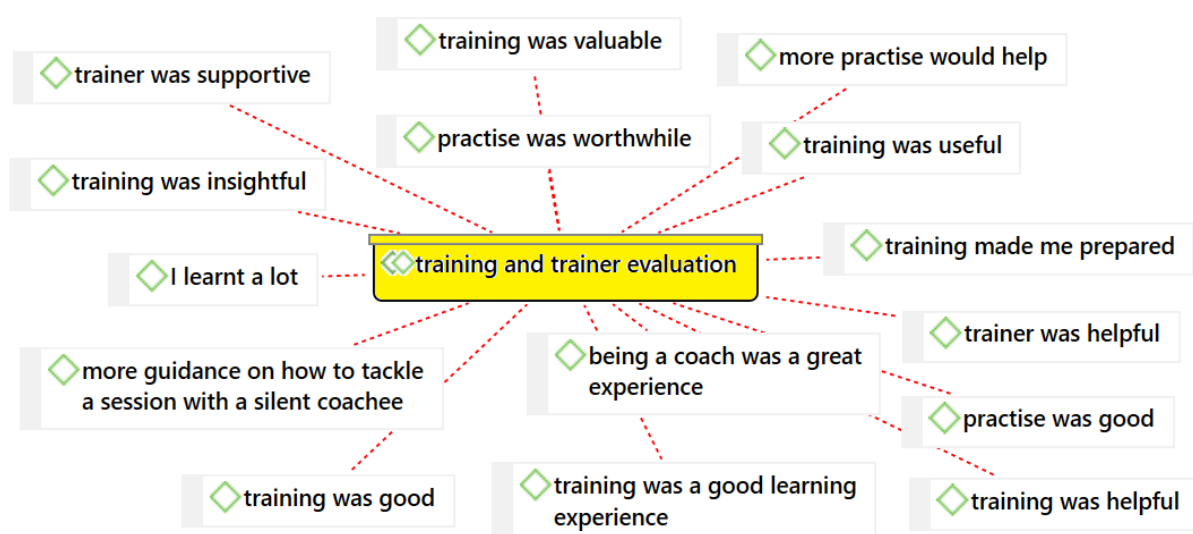 training was valuable
more practise would help
trainer was supportive
practise was worthwhile
training was useful
training was insightful
training made me prepared
training and trainer evaluation
I learnt a lot
trainer was helpful
being a coach was a great
experience
more guidance on how to tackle
a session with a silent coachee
practise was good
training was good
training was a good learning
experience
training was helpful